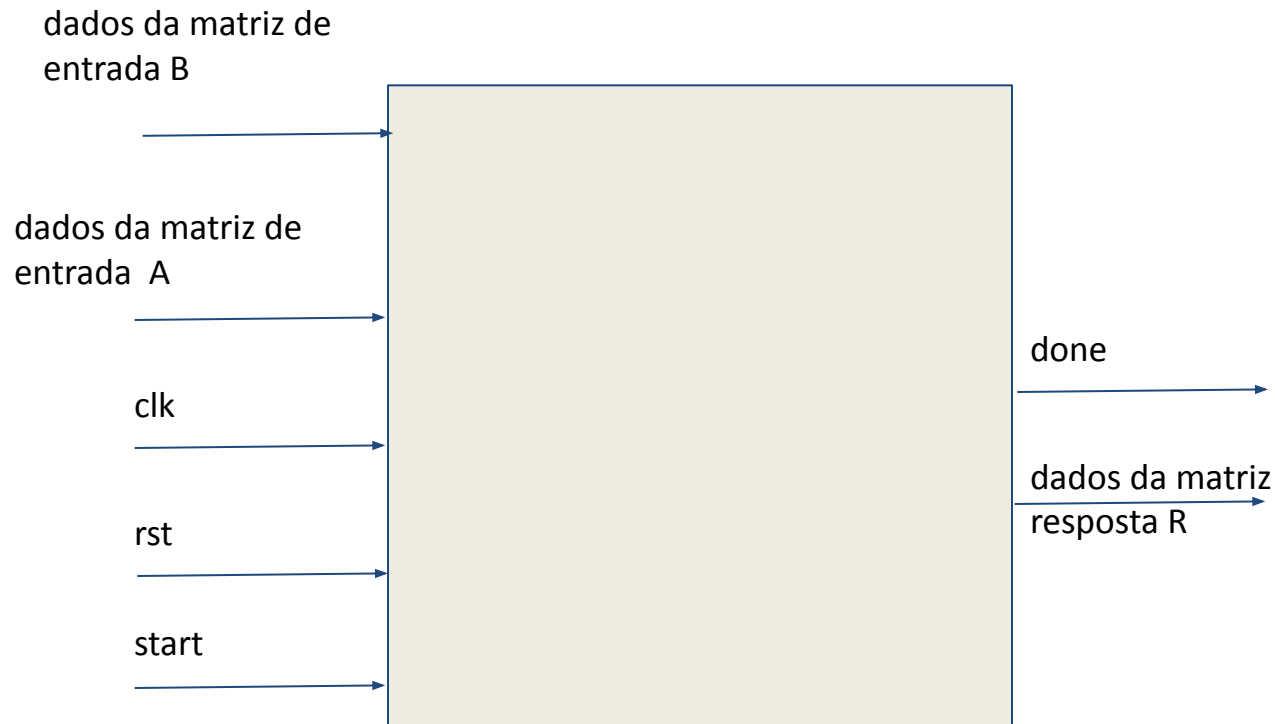 dados da matriz de
entrada B
dados da matriz de
entrada  A
clk
rst
start
done
dados da matriz
resposta R